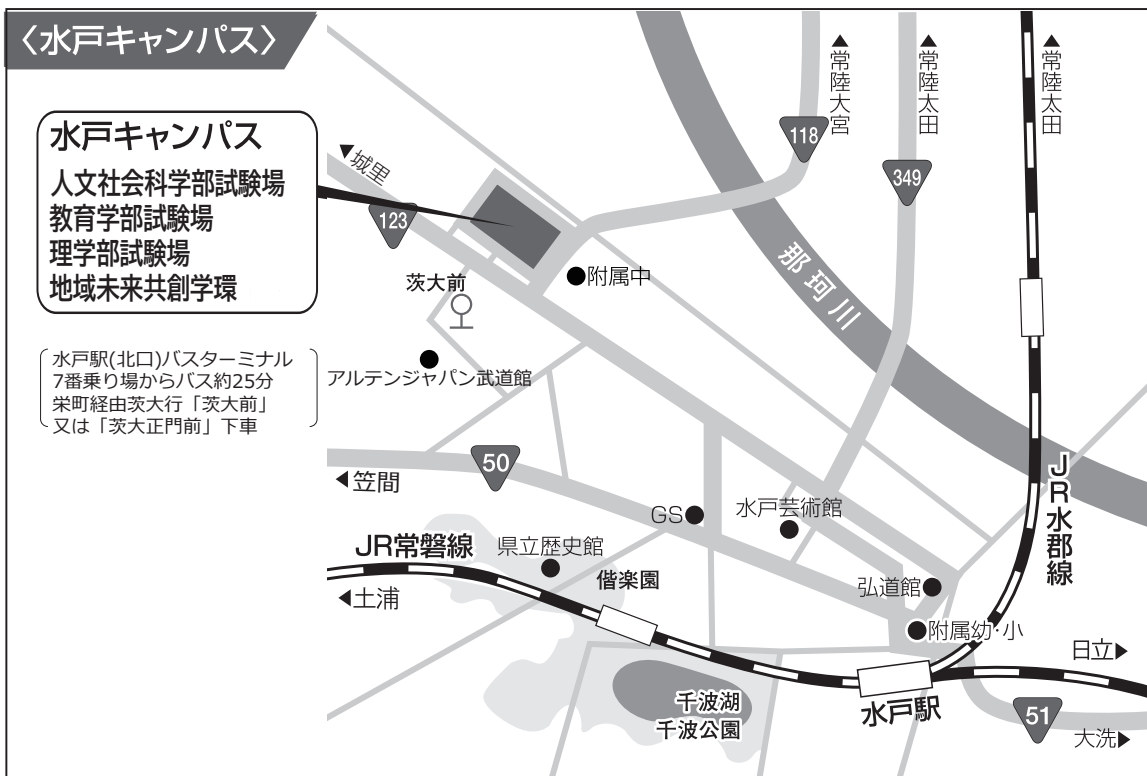 〈水戸キャンパス〉
水戸キャンパス
人文社会科学部試験場
教育学部試験場
理学部試験場
地域未来共創学環
水戸駅(北口)バスターミナル
7番乗り場からバス約25分
栄町経由茨大行「茨大前」
又は「茨大正門前」下車
▲常陸大宮
▲常陸太田
▲常陸太田
118
349
◀城里
123
那珂川
茨大前
附属中
アルテンジャパン武道館
50
◀笠間
GS
水戸芸術館
JR水郡線
JR常磐線
県立歴史館
偕楽園
弘道館
◀土浦
附属幼・小
日立▶
千波湖
千波公園
水戸駅
51
大洗▶